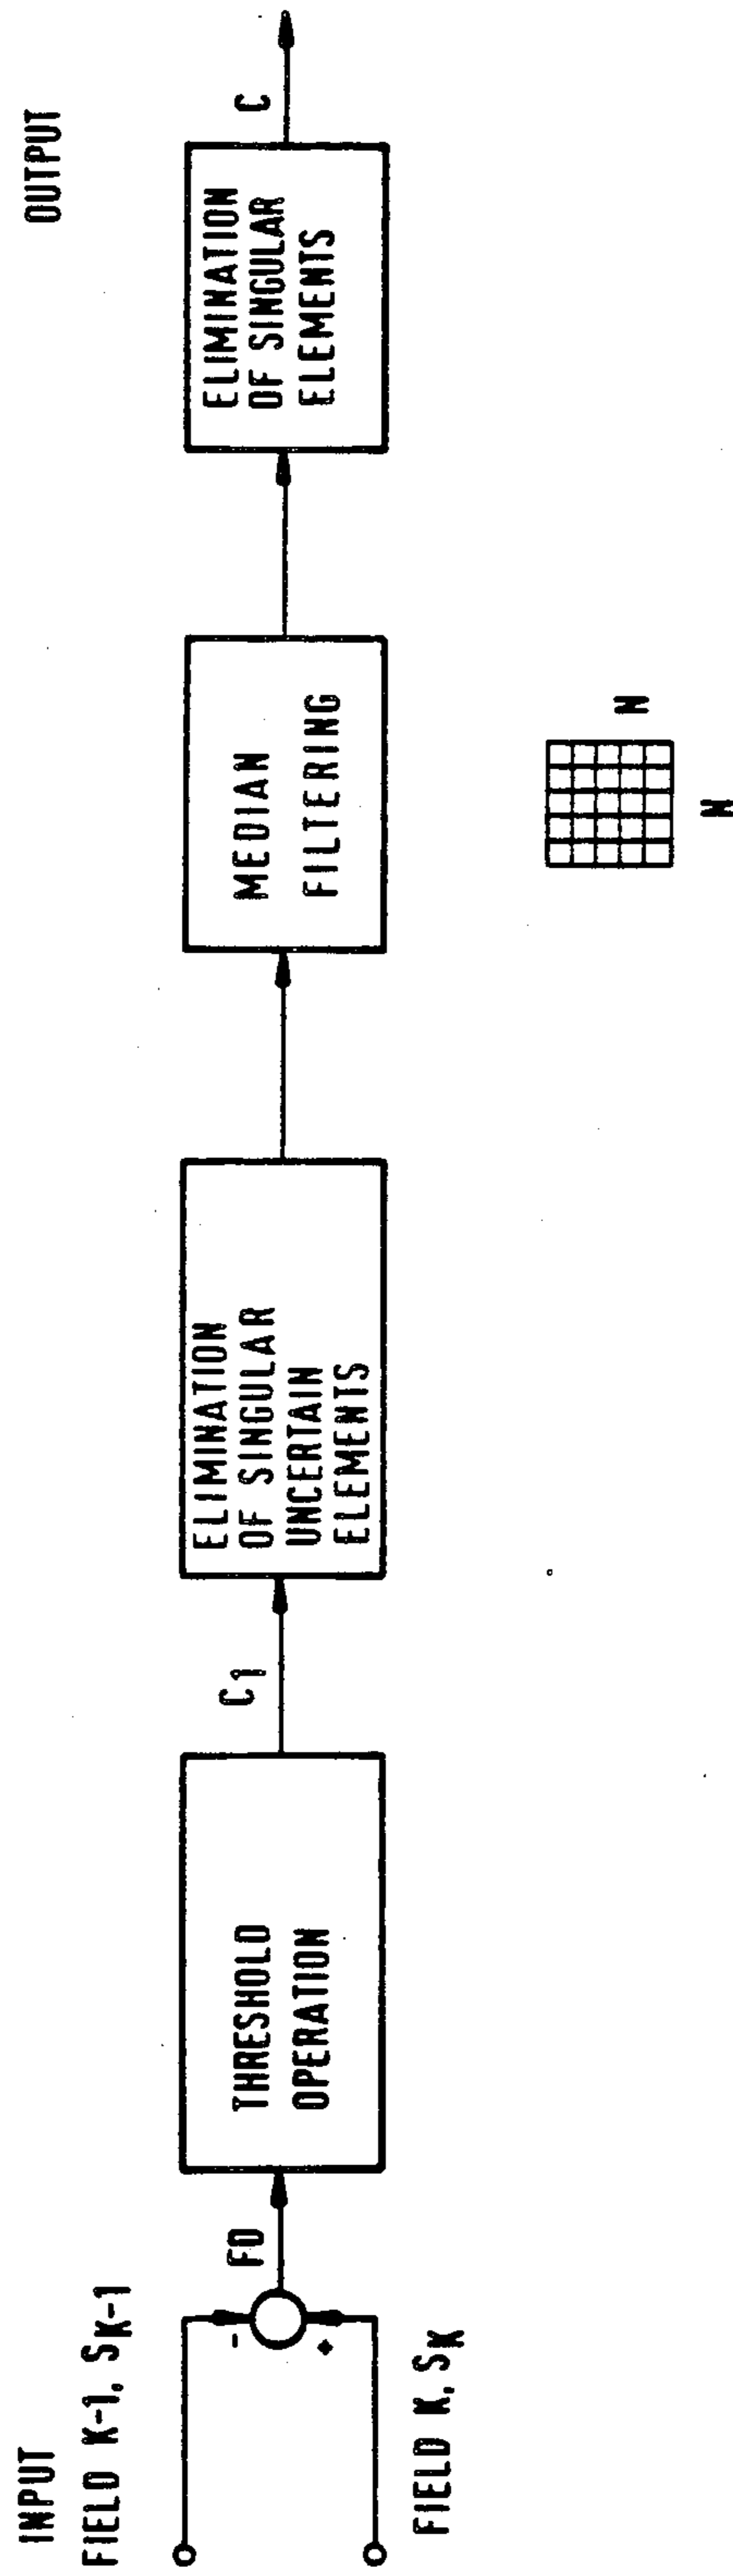 INPUT
FIELD K-1, SK-1
-
+
FIELD K, SK
FD
THRESHOLD
OPERATION
C1
ELIMINATION
OF SINGULAR
UNCERTAIN
ELEMENTS
MEDIAN
FILTERING
N
N
ELIMINATION
OF SINGULAR
ELEMENTS
C
OUTPUT